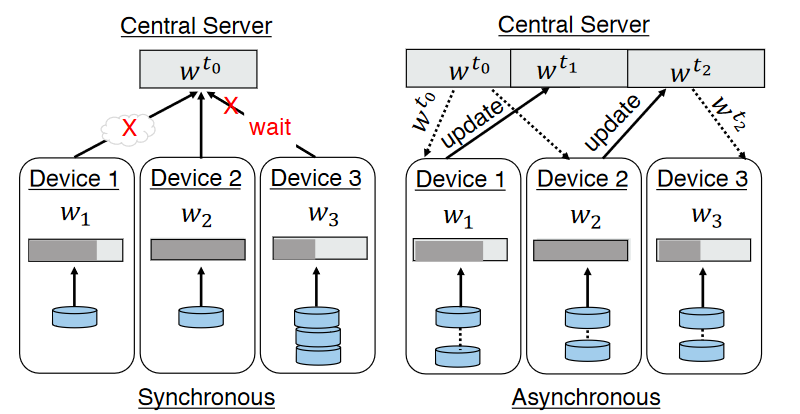 Central Server
w^{t_0}
X
X
wait
Device 1
Device 2
Device 3
w_1
w_2
w_3
Synchronous
Central Server
w^{t_0}
w^{t_1}
w^{t_2}
w^{t_0}
update
update
w^{t_2}
Device 1
Device 2
Device 3
w_1
w_2
w_3
Asynchronous